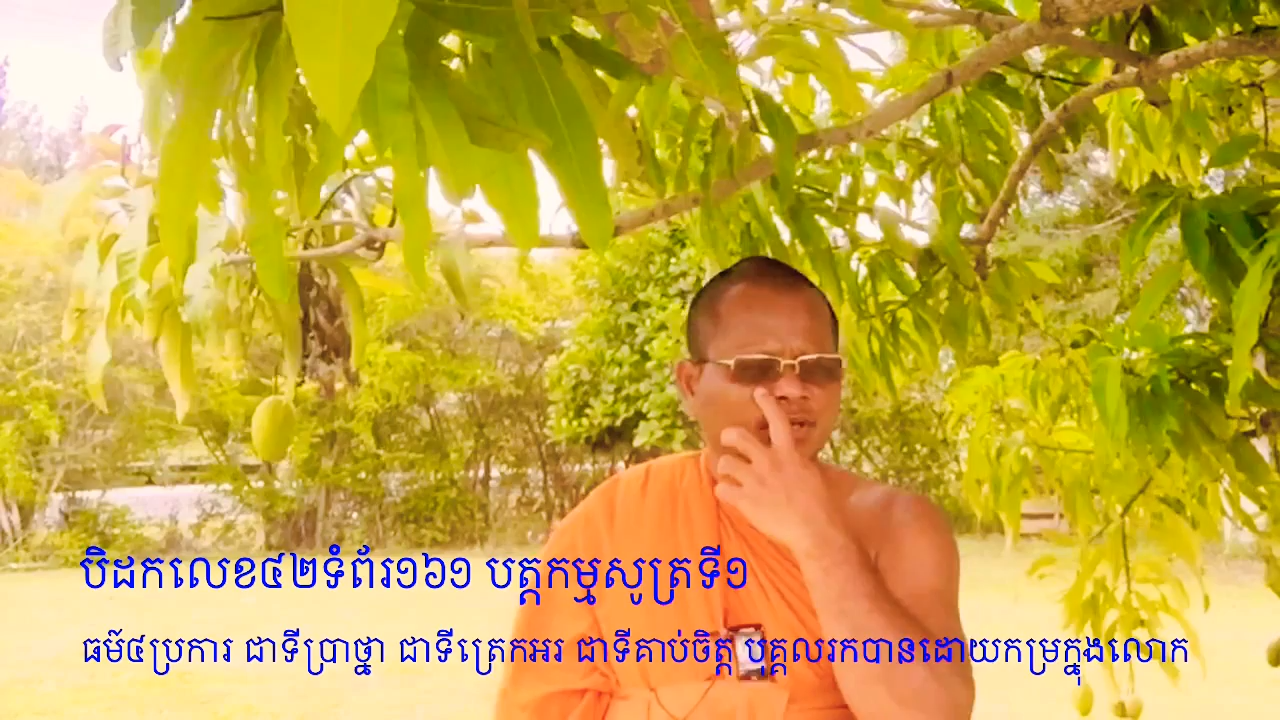 បិដកលេខ៤២ទំព័រ១៦១ បត្តកម្មសូត្រទី១
ធម៌៤ប្រការ ជាទីប្រាថ្នា ជាទីត្រេកអរ ជាទីគាប់ចិត្ត បុគ្គលរកបានដោយកម្រក្នុងលោក